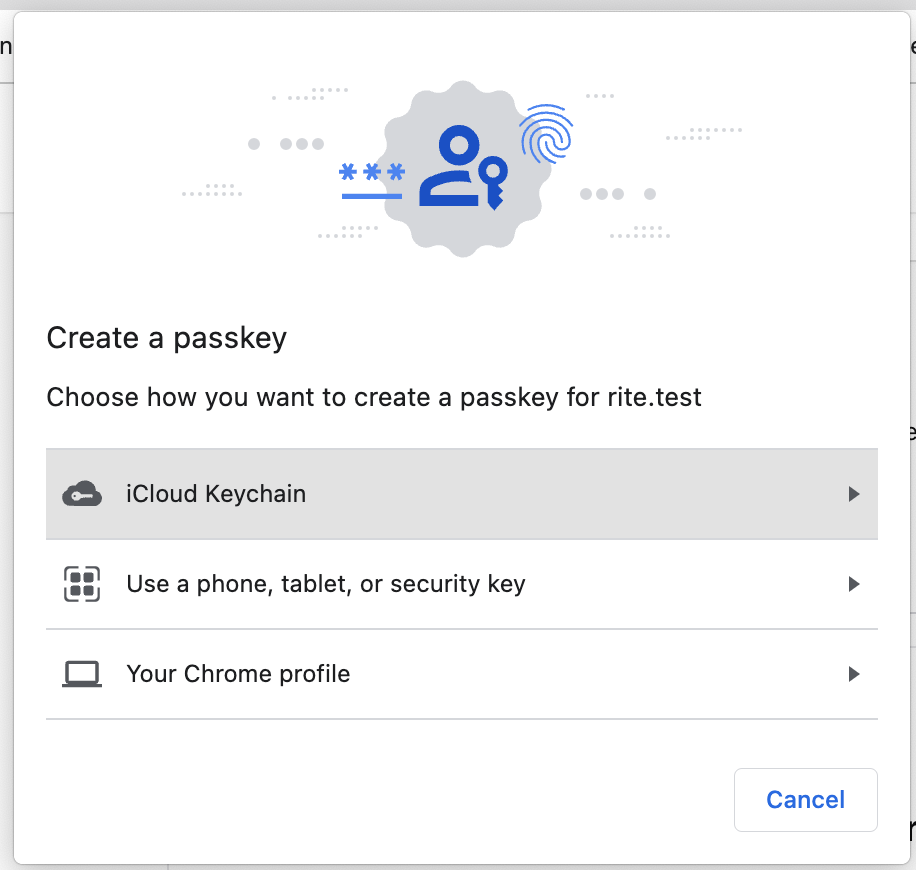 * * *
Create a passkey
Choose how you want to create a passkey for rite.test
iCloud Keychain
Use a phone, tablet, or security key
Your Chrome profile
Cancel